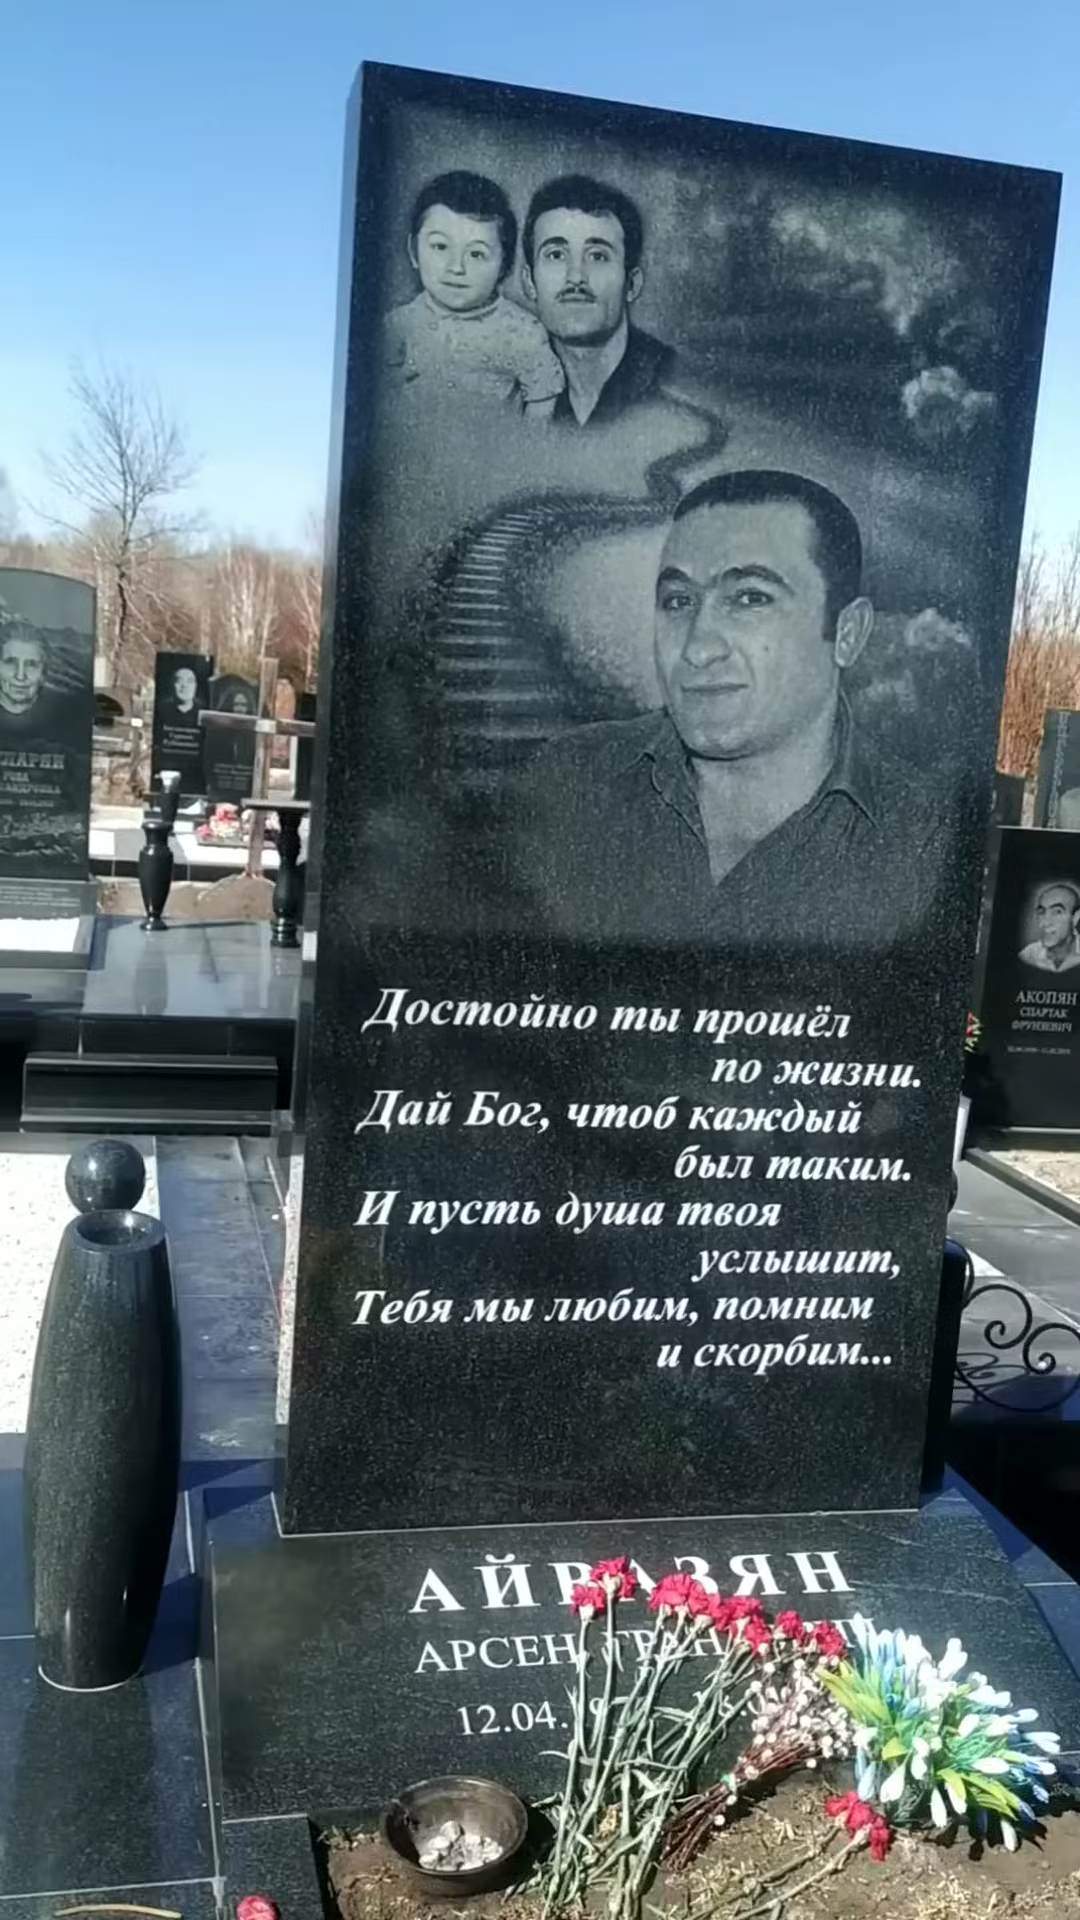 Достойно ты прошёл
по жизни.
Дай Бог, чтоб каждый
был таким.
И пусть душа твоя
услышит,
Тебя мы любим, помним
и скорбим...
АЙВАЗЯН
АРСЕН
12.04.
АКОПЯН
СПАРТАК
ФРУНЗЕВИЧ